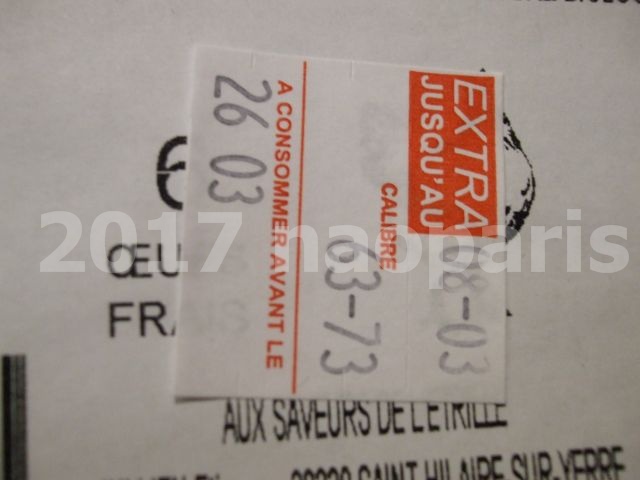 EXTRA
JUSQU'AU
08-03
CALIBRE
63-73
A CONSOMMER AVANT LE
26 03
2017 naoparis
ŒU
FRA
AUX SAVEURS DE L'ETRILLE
SAINT HILAIRE SUR-YERRE